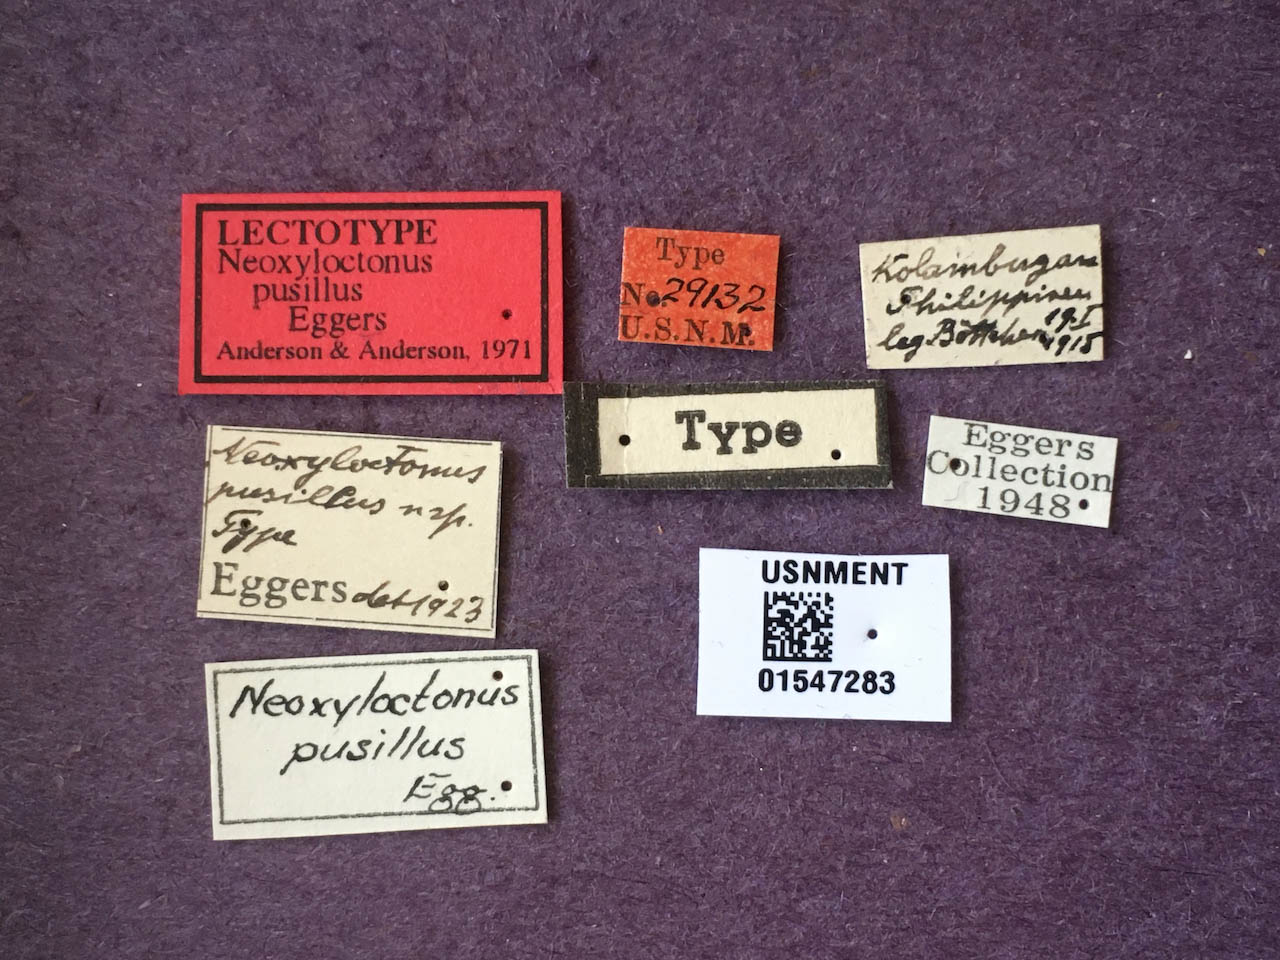 LECTOTYPE
Neoxyloctonus
pusillus
Eggers
Anderson & Anderson, 1971
Type
No. 29132
U.S.N.M.
Kolambugan
Philippinen
19.I
leg. Böttcher 1915
Neoxyloctonus
pusillus n sp.
Type
Eggers det 1923
Type
Eggers
Collection
1948
USNMENT
01547283
Neoxyloctonus
pusillus
Egg.